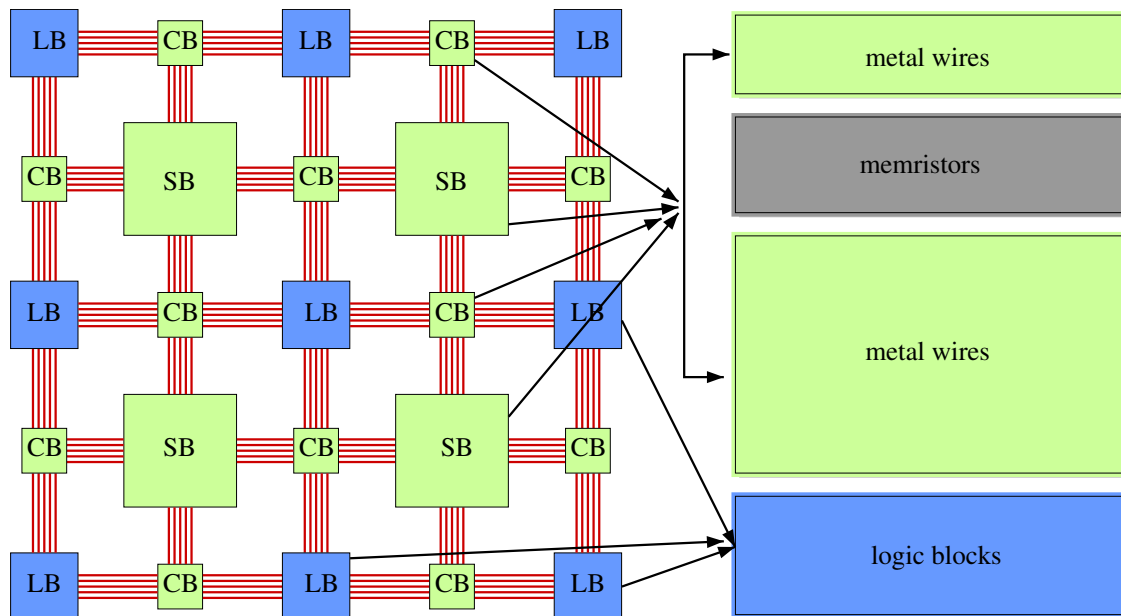 LB CB LB CB LB
metal wires
memristors
CB SB CB SB CB
LB CB LB CB LB
metal wires
CB SB CB SB CB
logic blocks
LB CB LB CB LB